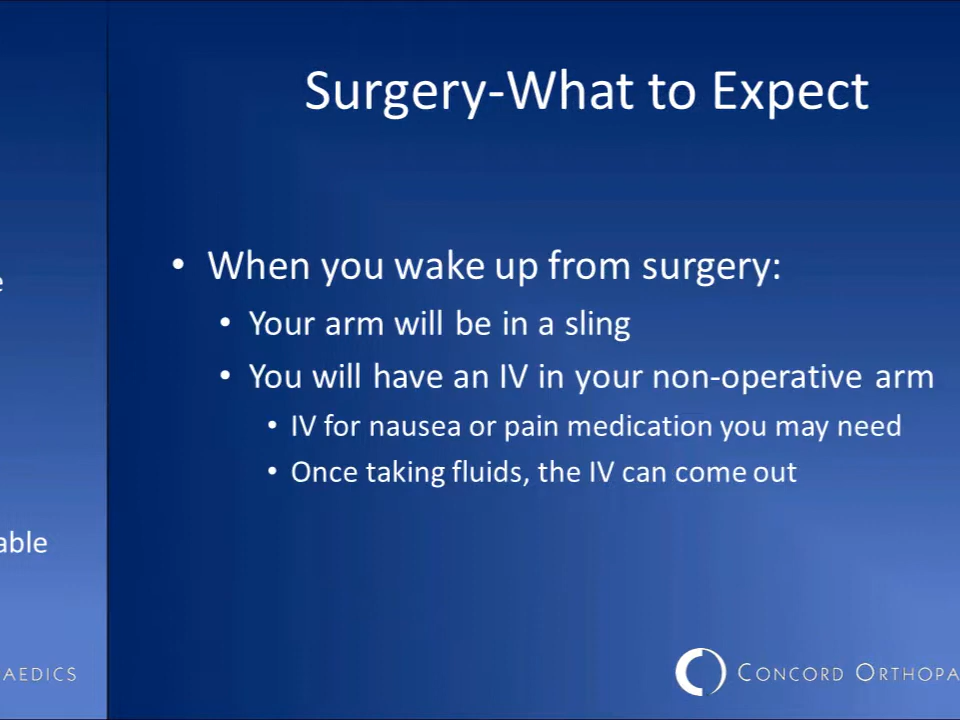 Surgery-What to Expect
• When you wake up from surgery:
• Your arm will be in a sling
• You will have an IV in your non-operative arm
• IV for nausea or pain medication you may need
• Once taking fluids, the IV can come out
e
able
AEDICS
CONCORD ORTHOPA